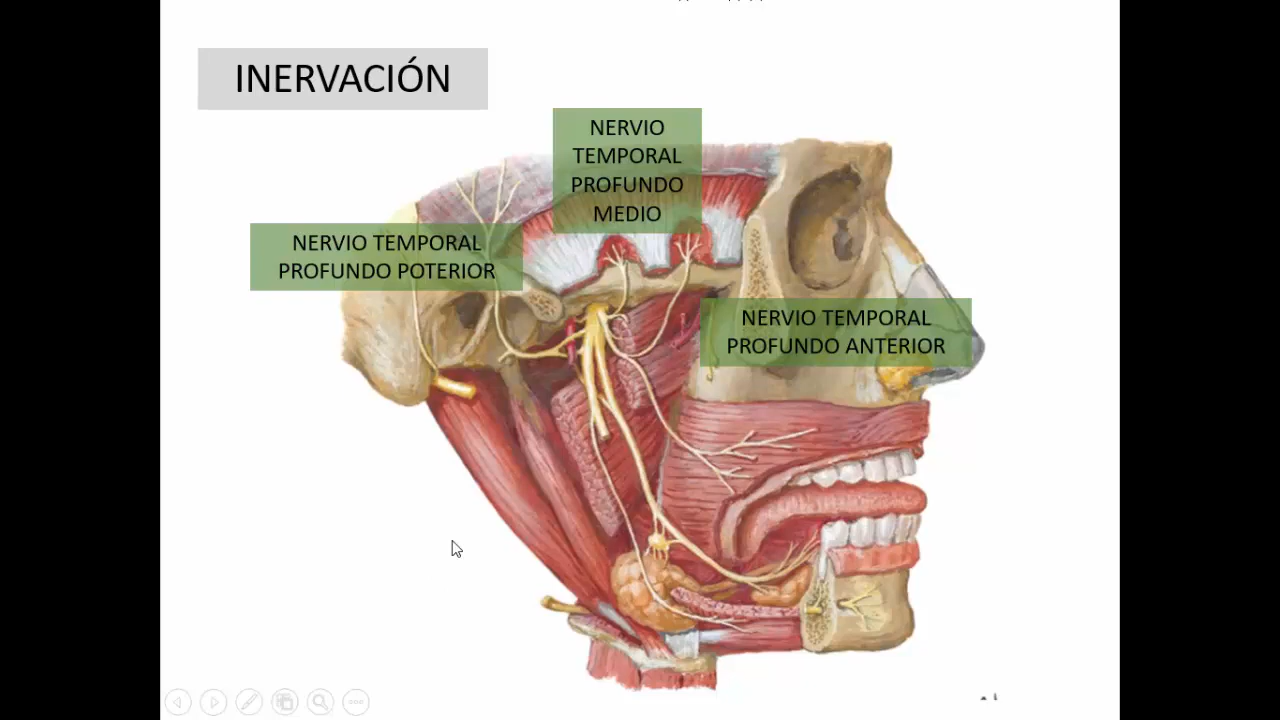 INERVACIÓN
NERVIO
TEMPORAL
PROFUNDO
MEDIO
NERVIO TEMPORAL
PROFUNDO POTERIOR
NERVIO TEMPORAL
PROFUNDO ANTERIOR